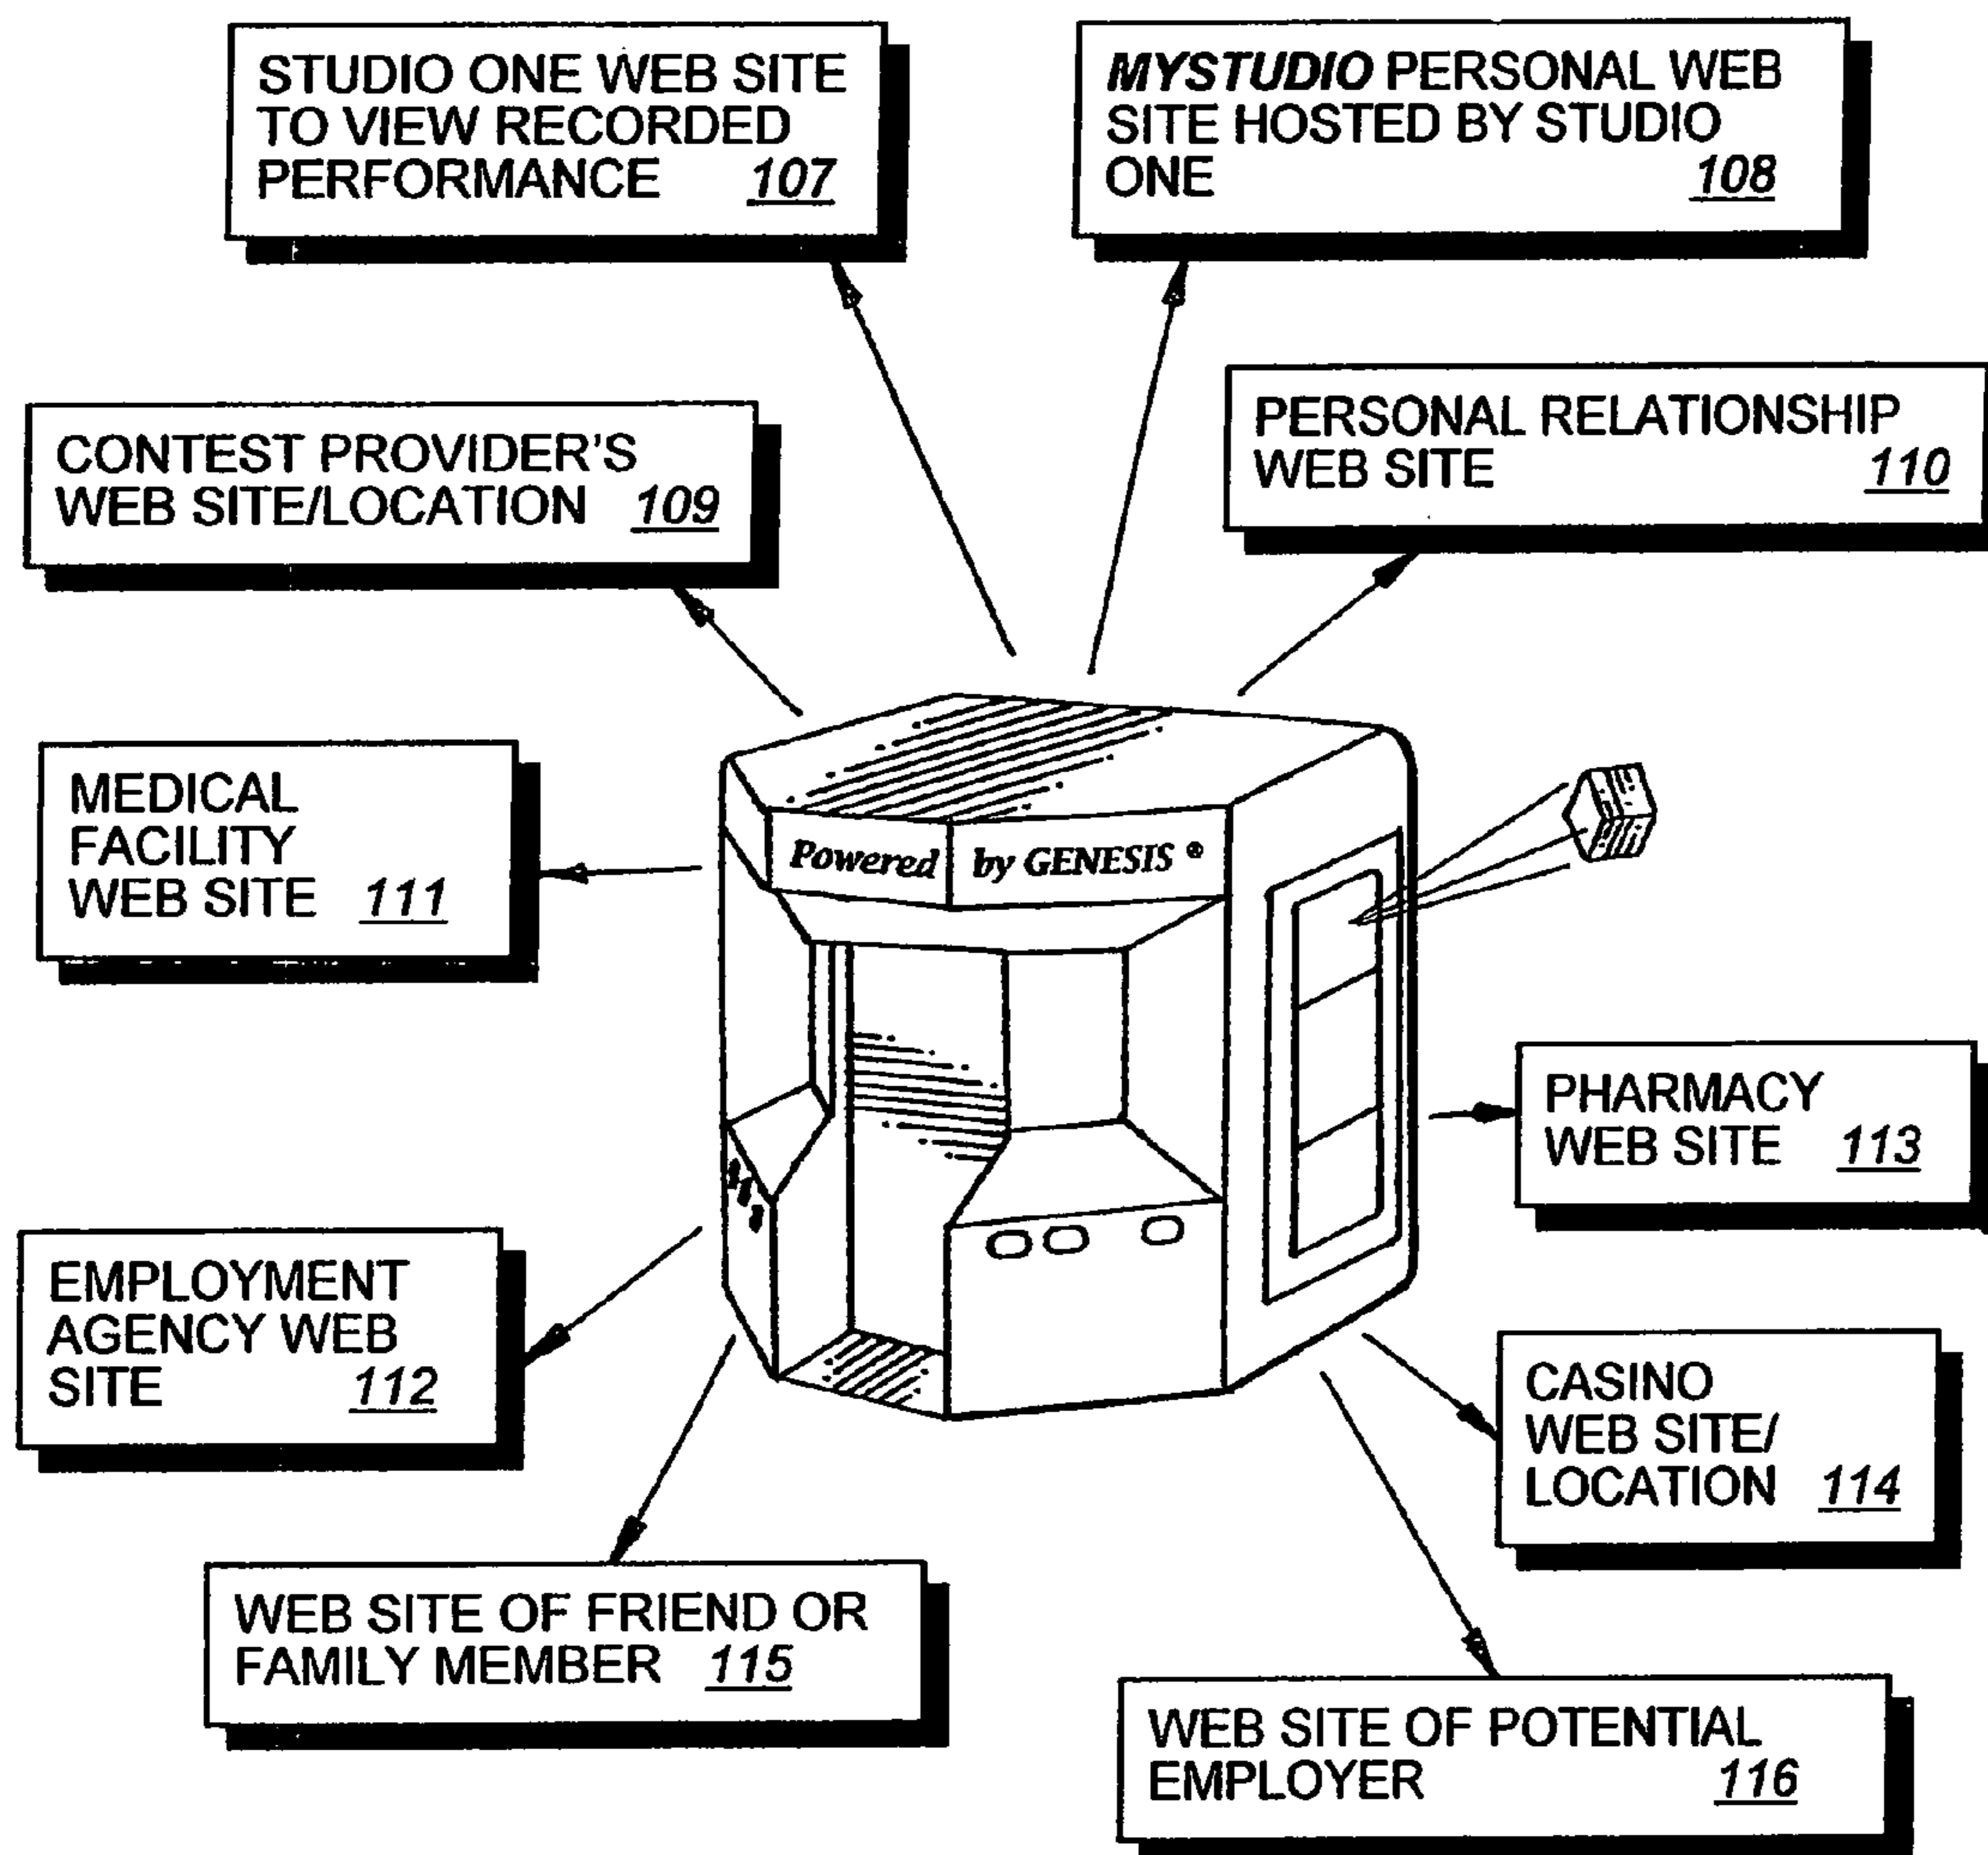 STUDIO ONE WEB SITE
TO VIEW RECORDED
PERFORMANCE 107
MYSTUDIO PERSONAL WEB
SITE HOSTED BY STUDIO
ONE 108
CONTEST PROVIDER'S
WEB SITE/LOCATION 109
PERSONAL RELATIONSHIP
WEB SITE 110
MEDICAL
FACILITY
WEB SITE 111
Powered by GENESIS ®
PHARMACY
WEB SITE 113
EMPLOYMENT
AGENCY WEB
SITE 112
CASINO
WEB SITE/
LOCATION 114
WEB SITE OF FRIEND OR
FAMILY MEMBER 115
WEB SITE OF POTENTIAL
EMPLOYER 116